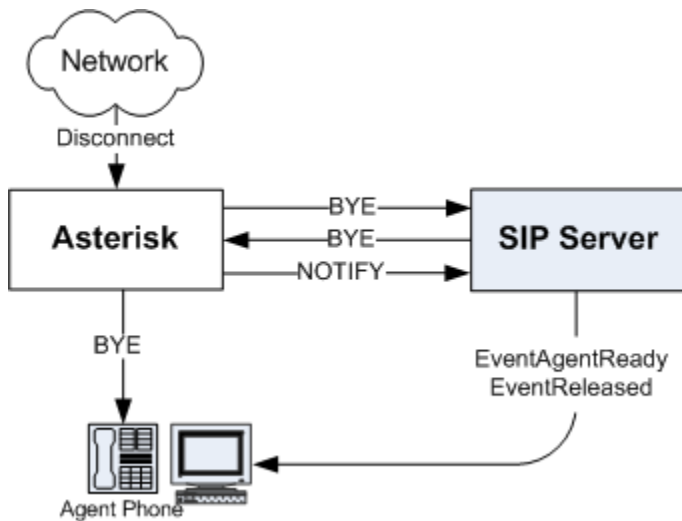 Network
Disconnect
Asterisk
BYE
BYE
NOTIFY
SIP Server
BYE
EventAgentReady
EventReleased
Agent Phone